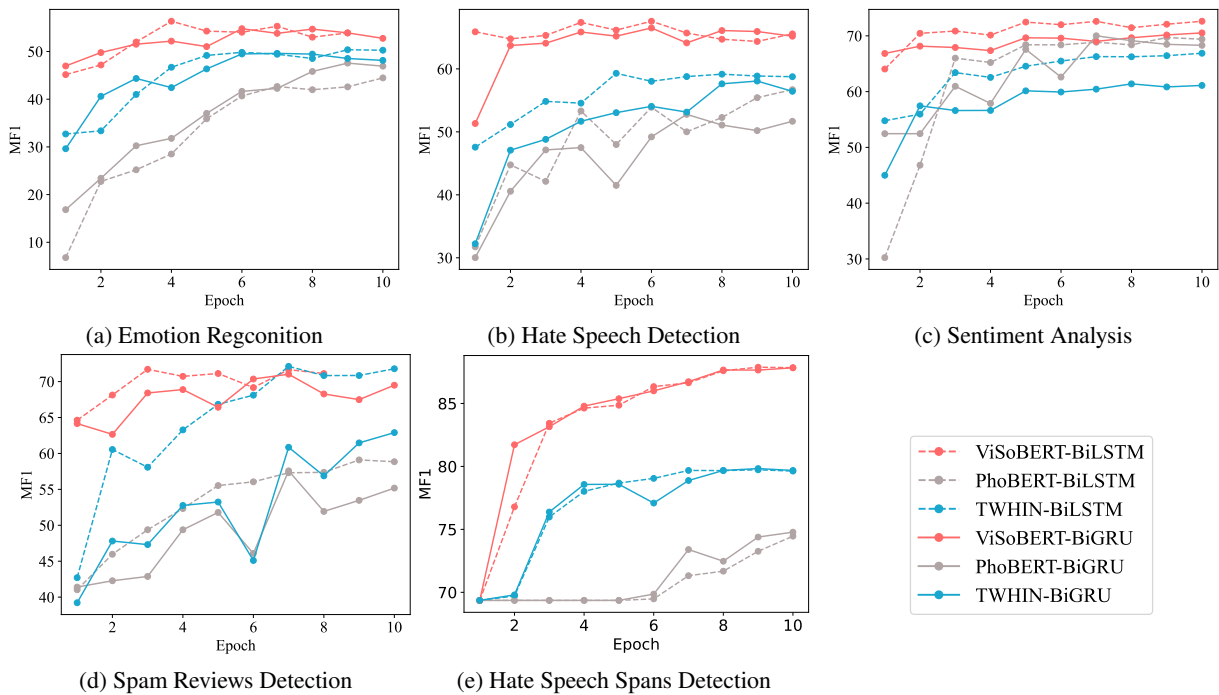 MF1
50
40
30
20
10
2
4
6
8
10
Epoch
(a) Emotion Regconition
MF1
60
50
40
30
2
4
6
8
10
Epoch
(b) Hate Speech Detection
MF1
70
60
50
40
30
2
4
6
8
10
Epoch
(c) Sentiment Analysis
MF1
70
65
60
55
50
45
40
2
4
6
8
10
Epoch
(d) Spam Reviews Detection
MF1
85
80
75
70
2
4
6
8
10
Epoch
(e) Hate Speech Spans Detection
ViSoBERT-BiLSTM
PhoBERT-BiLSTM
TWHIN-BiLSTM
ViSoBERT-BiGRU
PhoBERT-BiGRU
TWHIN-BiGRU